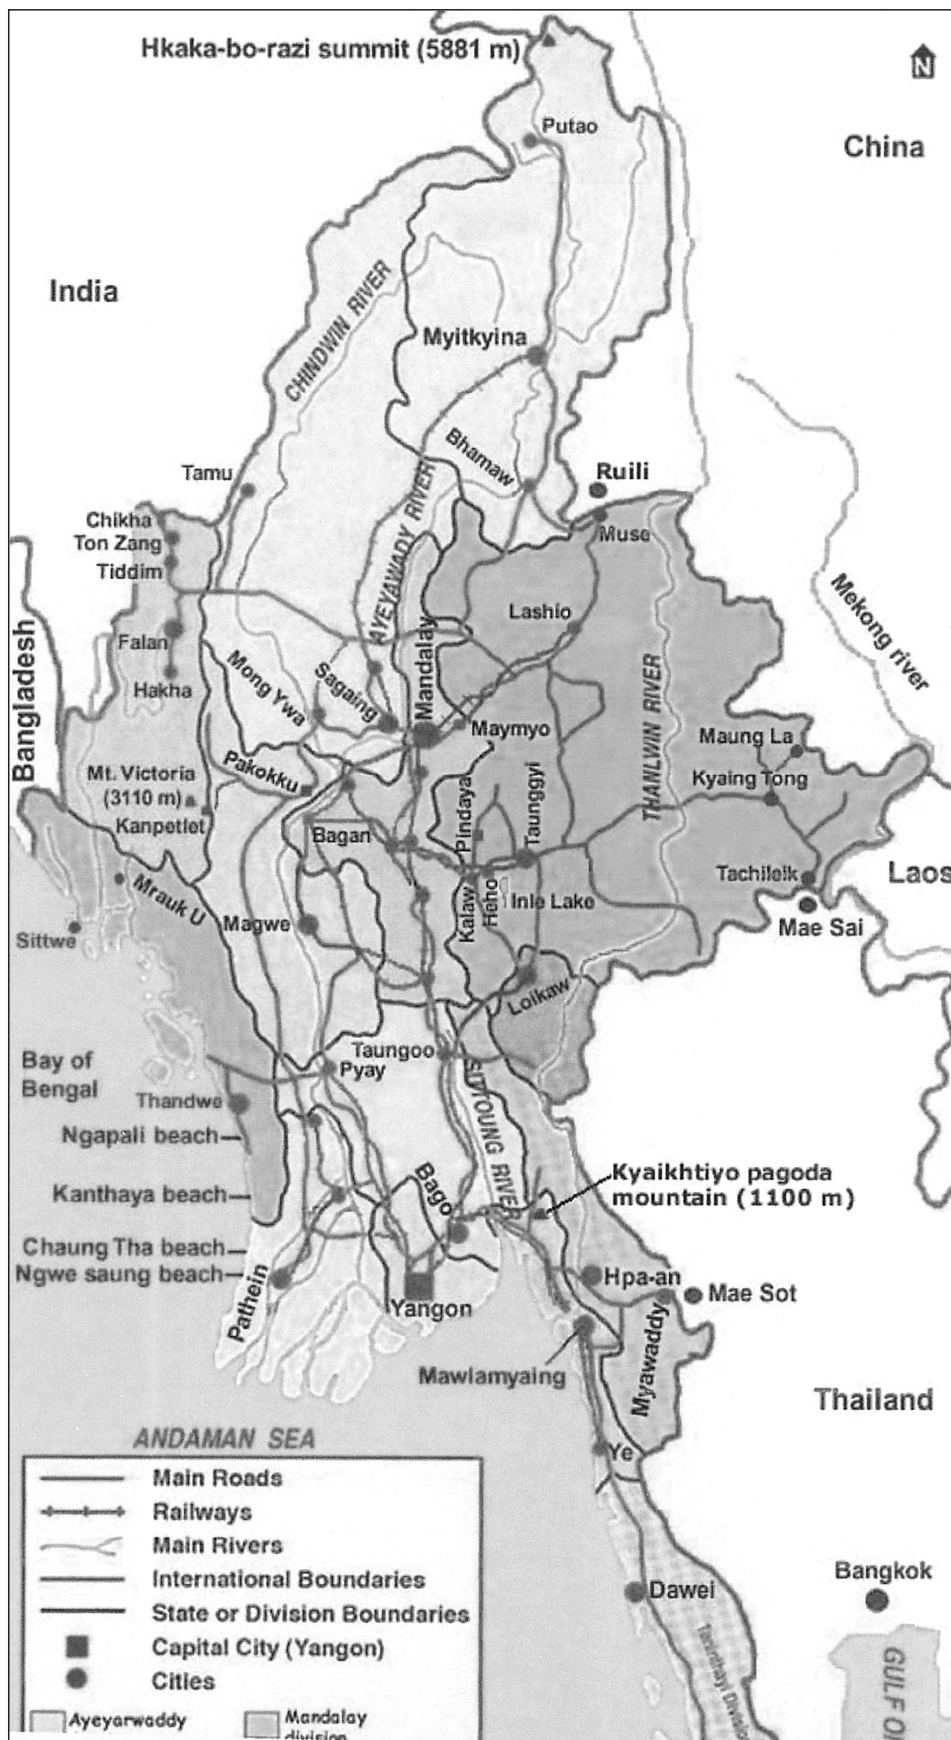 Hkaka-bo-razi summit (5881 m)
N
Putao
China
India
CHINDWIN RIVER
Myitkyina
Bhamaw
Ruili
Tamu
AYEYAWADY RIVER
Chikha
Ton Zang
Muse
Tiddim
Mekong river
Lashio
Bangladesh
Falan
Mandalay
THANLWIN RIVER
Hakha
Mong Ywa
Sagaing
Maymyo
Maung La
Mt. Victoria
(3110 m)
Pakokku
Kyaing Tong
Kanpetlet
Bagan
Pindaya
Taunggyi
Mrauk U
Tachileik
Laos
Kalaw
Heho
Inle Lake
Magwe
Sittwe
Mae Sai
Loikaw
Taungoo
Pyay
Bay of
Bengal
SITTOUNG RIVER
Thandwe
Ngapali beach
Kyaikhtiyo pagoda
mountain (1100 m)
Kanthaya beach
Bago
Chaung Tha beach
Ngwe saung beach
Hpa-an
Mae Sot
Pathein
Yangon
Myawaddy
Mawlamyaing
Thailand
ANDAMAN SEA
Ye
Main Roads
Railways
Main Rivers
International Boundaries
State or Division Boundaries
Capital City (Yangon)
Cities
Ayeyarwaddy
Mandalay
division
Bangkok
Dawei
GULF O